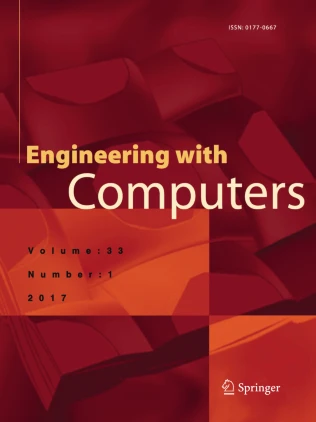 ISSN: 0177-0667
Engineering with
Computers
Volume:33
Number:1
2017
Springer